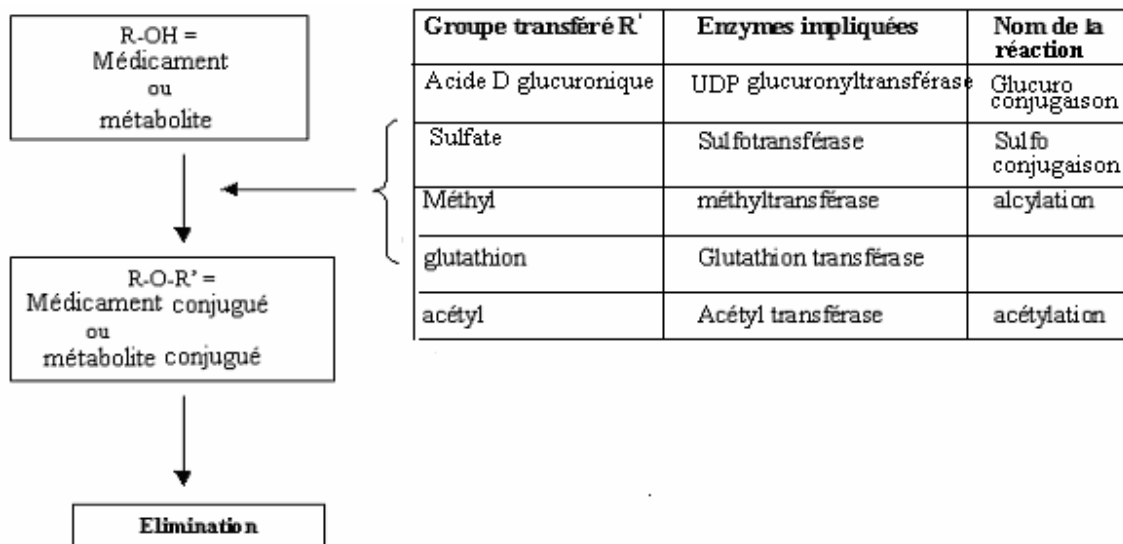 R-OH =
Médicament
ou
métabolite
R-O-R’ =
Médicament conjugué
ou
métabolite conjugué
Elimination
Groupe transféré R' Enzymes impliquées Nom de la
réaction
Acide D glucuronique UDP glucuronyltransférase Glucuro
conjugaison
Sulfate Sulfotransférase Sulfo
conjugaison
Méthyl méthyltransférase alcylation
glutathion Glutathion transférase
acétyl Acétyl transférase acétylation